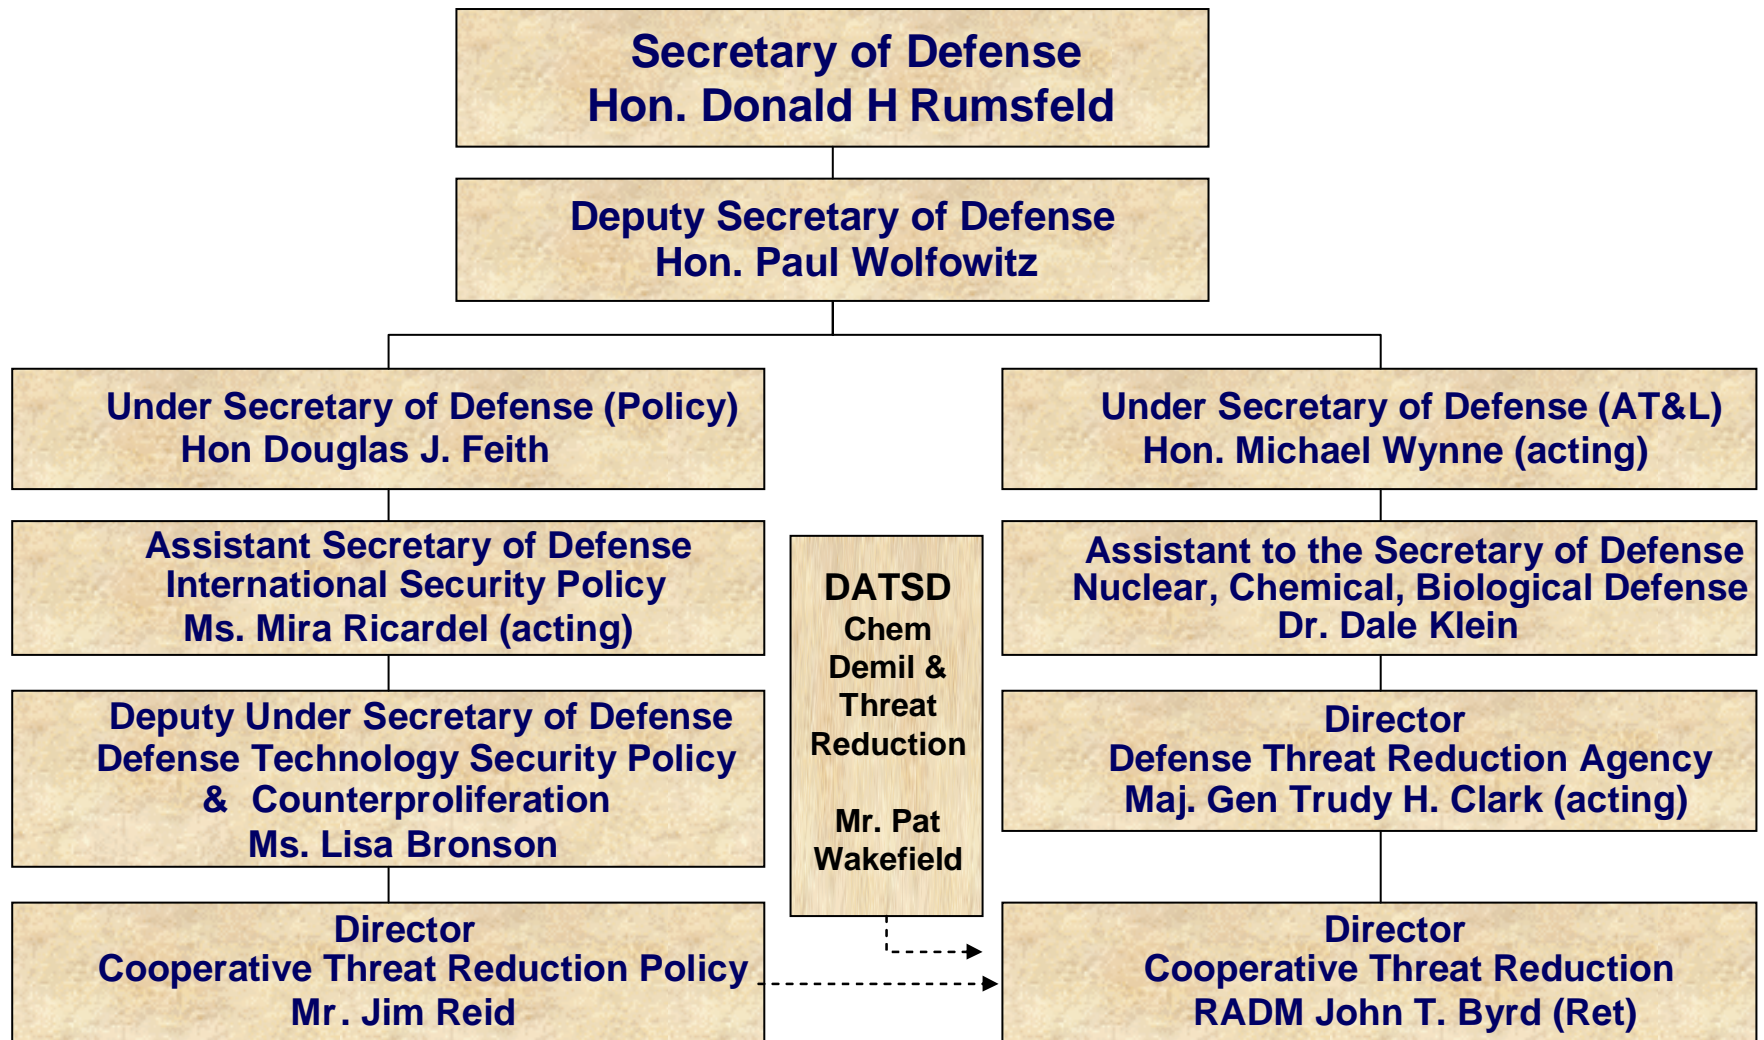 Secretary of Defense
Hon. Donald H Rumsfeld
Deputy Secretary of Defense
Hon. Paul Wolfowitz
Under Secretary of Defense (Policy)
Hon Douglas J. Feith
Under Secretary of Defense (AT&L)
Hon. Michael Wynne (acting)
Assistant Secretary of Defense
International Security Policy
Ms. Mira Ricardel (acting)
DATSD
Chem
Demil &
Threat
Reduction
Mr. Pat
Wakefield
Assistant to the Secretary of Defense
Nuclear, Chemical, Biological Defense
Dr. Dale Klein
Deputy Under Secretary of Defense
Defense Technology Security Policy
& Counterproliferation
Ms. Lisa Bronson
Director
Defense Threat Reduction Agency
Maj. Gen Trudy H. Clark (acting)
Director
Cooperative Threat Reduction Policy
Mr. Jim Reid
Director
Cooperative Threat Reduction
RADM John T. Byrd (Ret)